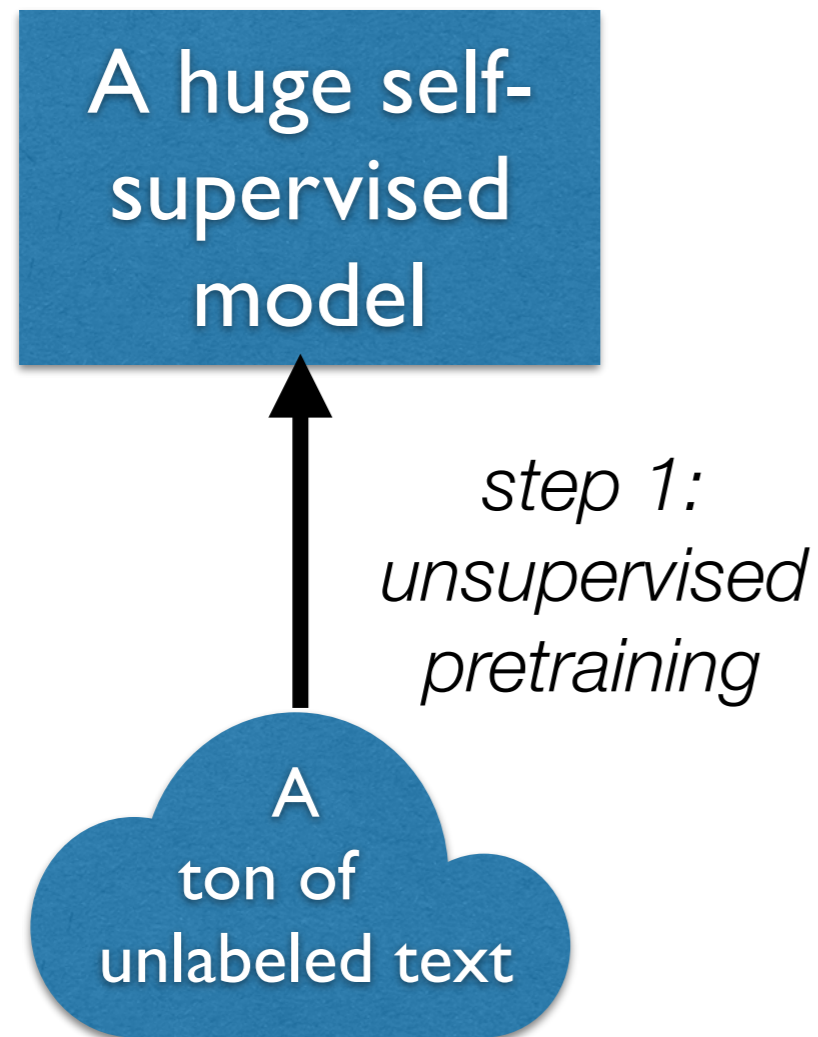 A huge self-
supervised
model
step 1:
unsupervised
pretraining
A
ton of
unlabeled text